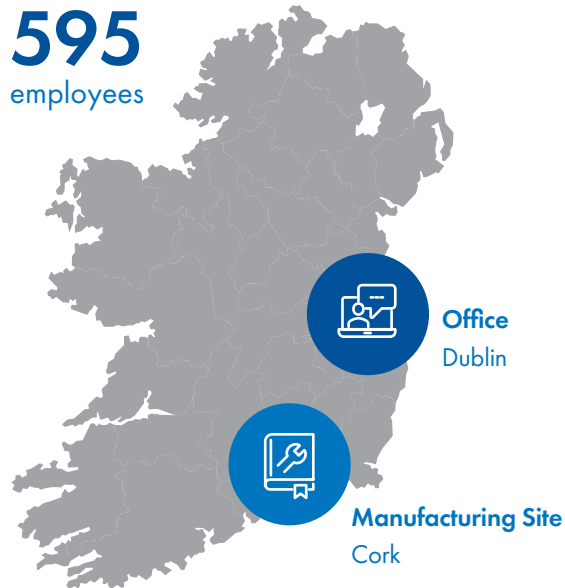 595
employees
Office
Dublin
Manufacturing Site
Cork